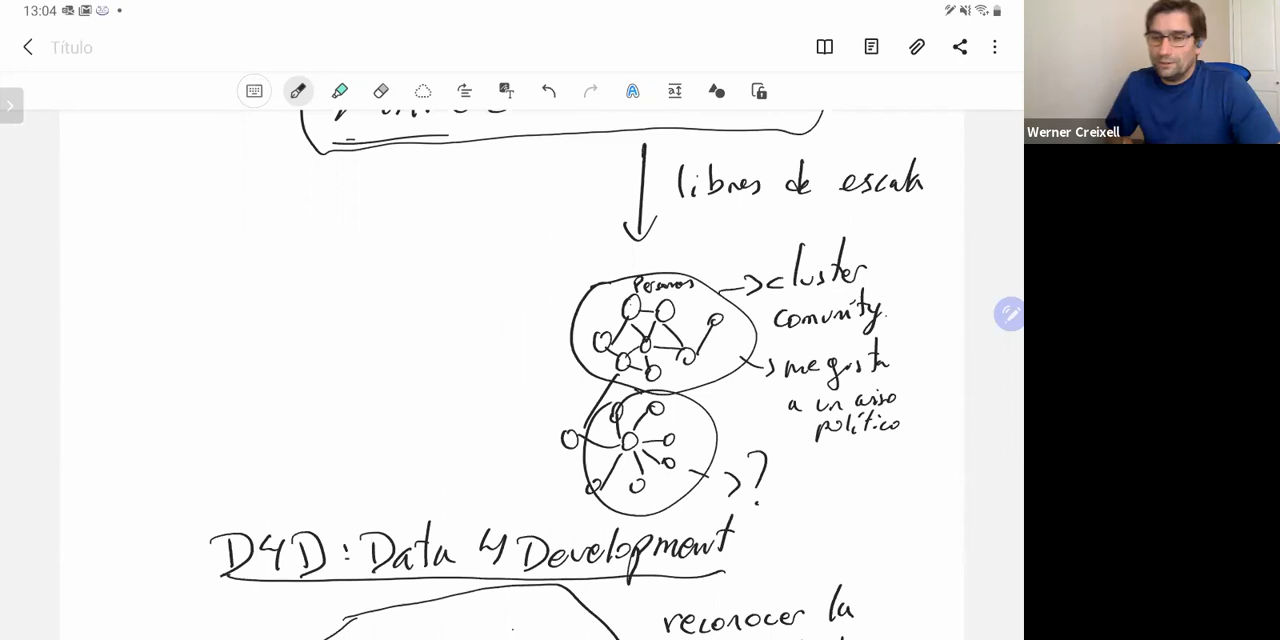 13:04
Título
Werner Creixell
libres de escala
Personas
cluster
comunity.
me gusta
a un aviso
político
?
D4D: Data 4 Development
reconocer la